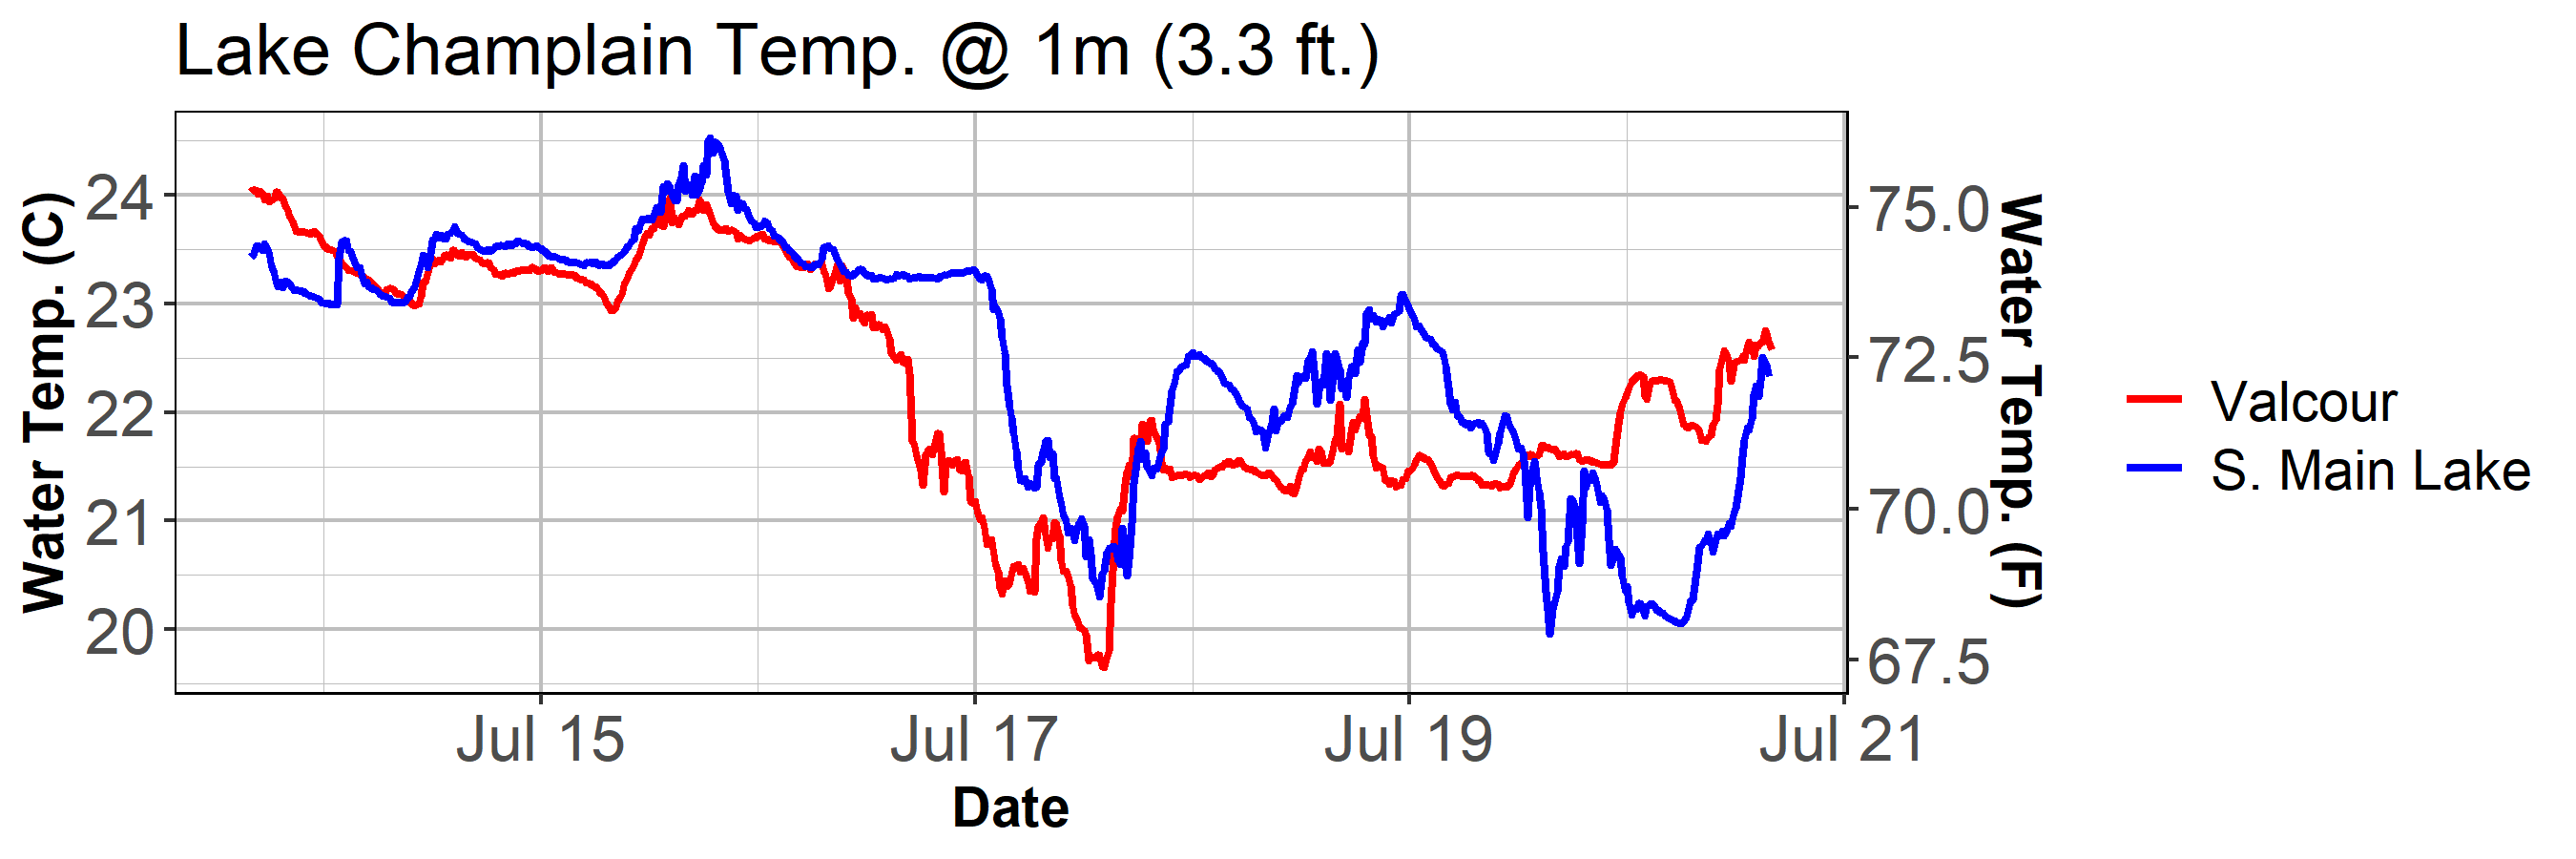 Lake Champlain Temp. @ 1m (3.3 ft.)
Water Temp. (C)
24
23
22
21
20
75.0
72.5
70.0
67.5
Water Temp. (F)
Jul 15
Jul 17
Jul 19
Jul 21
Date
Valcour
S. Main Lake